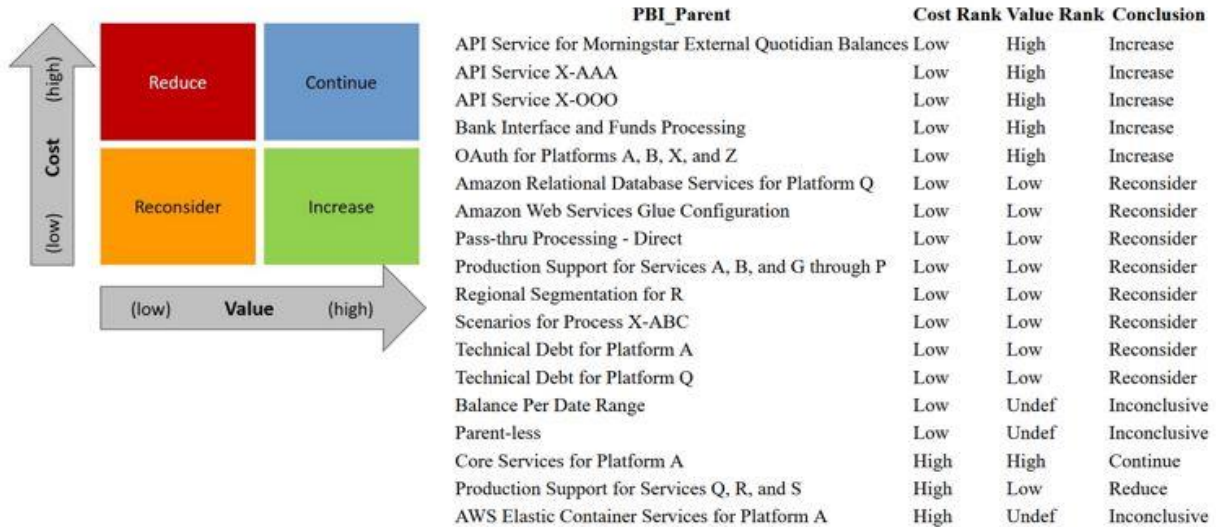 (high)
Cost
(low)
Reduce
Continue
Reconsider
Increase
(low) Value (high)
PBI_Parent Cost Rank Value Rank Conclusion
API Service for Morningstar External Quotidian Balances Low High Increase
API Service X-AAA Low High Increase
API Service X-OOO Low High Increase
Bank Interface and Funds Processing Low High Increase
OAuth for Platforms A, B, X, and Z Low High Increase
Amazon Relational Database Services for Platform Q Low Low Reconsider
Amazon Web Services Glue Configuration Low Low Reconsider
Pass-thru Processing - Direct Low Low Reconsider
Production Support for Services A, B, and G through P Low Low Reconsider
Regional Segmentation for R Low Low Reconsider
Scenarios for Process X-ABC Low Low Reconsider
Technical Debt for Platform A Low Low Reconsider
Technical Debt for Platform Q Low Low Reconsider
Balance Per Date Range Low Undef Inconclusive
Parent-less Low Undef Inconclusive
Core Services for Platform A High High Continue
Production Support for Services Q, R, and S High Low Reduce
AWS Elastic Container Services for Platform A High Undef Inconclusive